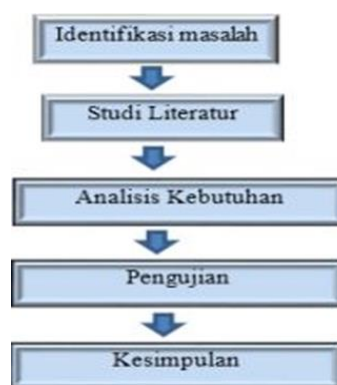 Identifikasi masalah
Studi Literatur
Analisis Kebutuhan
Pengujian
Kesimpulan